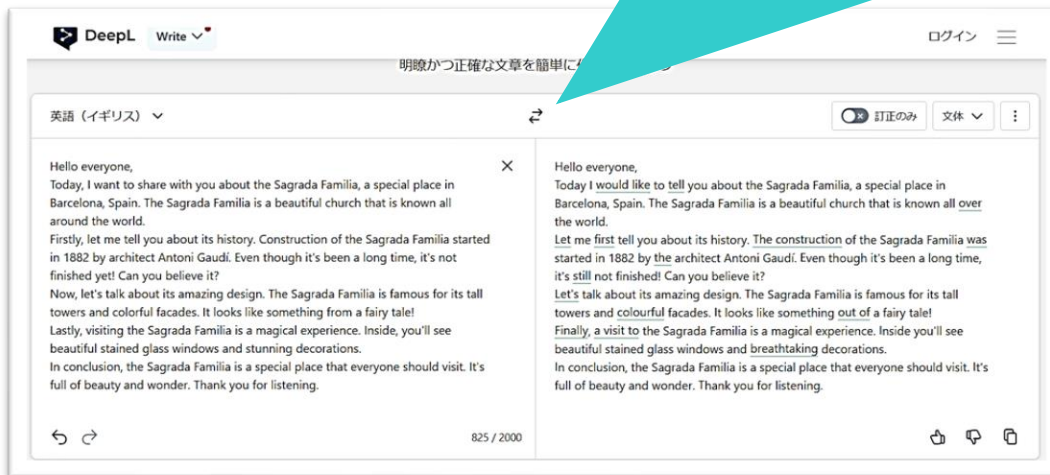 DeepL Write
ログイン
明瞭かつ正確な文章を簡単に
英語（イギリス）
訂正のみ 文体
Hello everyone,
Today, I want to share with you about the Sagrada Familia, a special place in
Barcelona, Spain. The Sagrada Familia is a beautiful church that is known all
around the world.
Firstly, let me tell you about its history. Construction of the Sagrada Familia started
in 1882 by architect Antoni Gaudí. Even though it's been a long time, it's not
finished yet! Can you believe it?
Now, let's talk about its amazing design. The Sagrada Familia is famous for its tall
towers and colorful facades. It looks like something from a fairy tale!
Lastly, visiting the Sagrada Familia is a magical experience. Inside, you'll see
beautiful stained glass windows and stunning decorations.
In conclusion, the Sagrada Familia is a special place that everyone should visit. It's
full of beauty and wonder. Thank you for listening.
825 / 2000
Hello everyone,
Today I would like to tell you about the Sagrada Familia, a special place in
Barcelona, Spain. The Sagrada Familia is a beautiful church that is known all over
the world.
Let me first tell you about its history. The construction of the Sagrada Familia was
started in 1882 by the architect Antoni Gaudí. Even though it's been a long time,
it's still not finished! Can you believe it?
Let's talk about its amazing design. The Sagrada Familia is famous for its tall
towers and colourful facades. It looks like something out of a fairy tale!
Finally, a visit to the Sagrada Familia is a magical experience. Inside you'll see
beautiful stained glass windows and breathtaking decorations.
In conclusion, the Sagrada Familia is a special place that everyone should visit. It's
full of beauty and wonder. Thank you for listening.